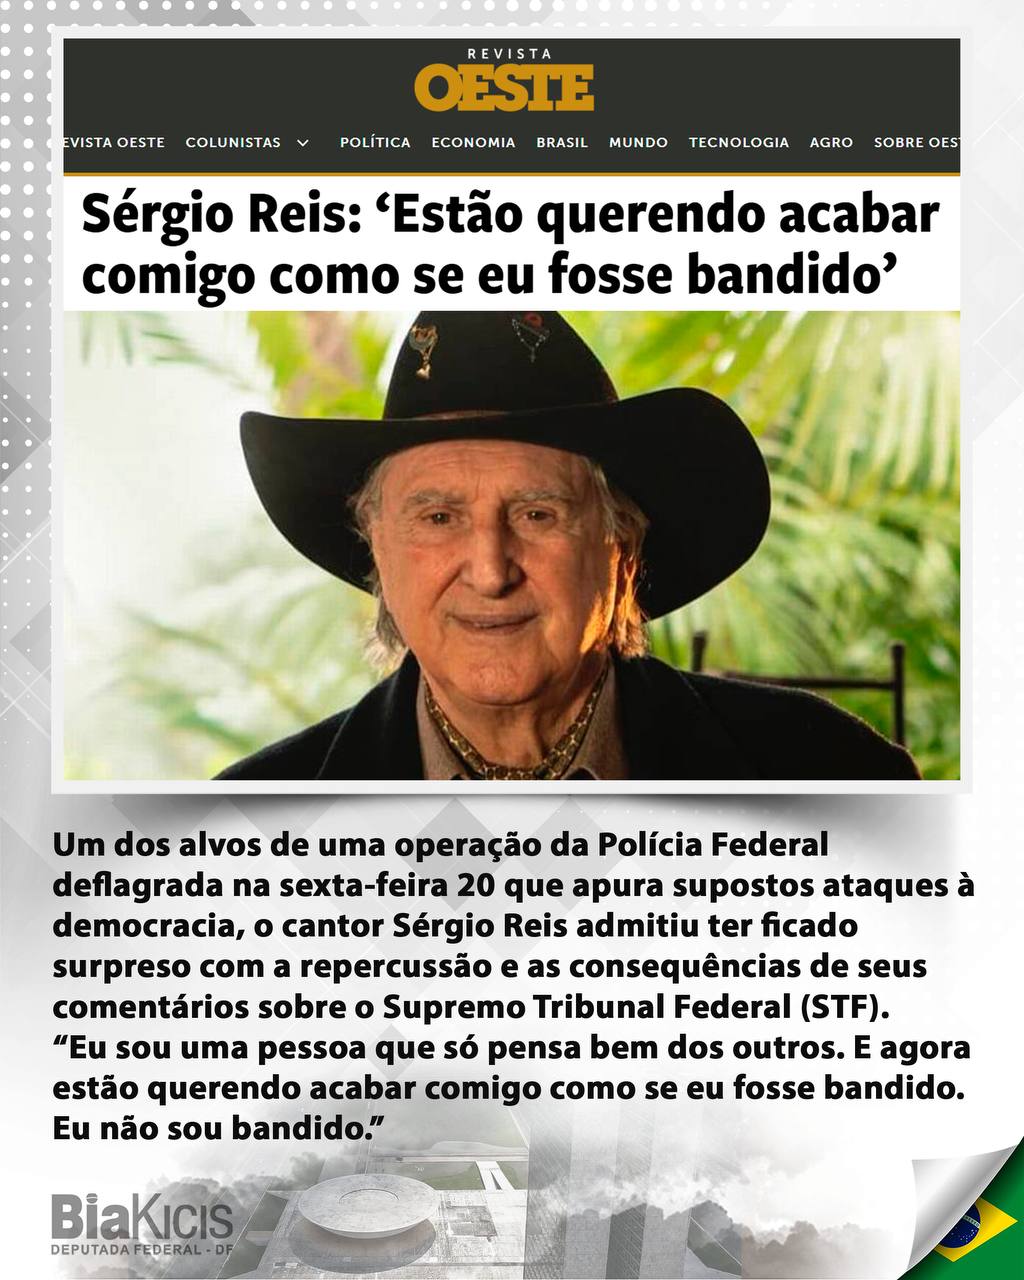 REVISTA
OESTE
EVISTA OESTE COLUNISTAS POLÍTICA ECONOMIA BRASIL MUNDO TECNOLOGIA AGRO SOBRE OEST
Sérgio Reis: ‘Estão querendo acabar
comigo como se eu fosse bandido’
Um dos alvos de uma operação da Polícia Federal
deflagrada na sexta-feira 20 que apura supostos ataques à
democracia, o cantor Sérgio Reis admitiu ter ficado
surpreso com a repercussão e as consequências de seus
comentários sobre o Supremo Tribunal Federal (STF).
“Eu sou uma pessoa que só pensa bem dos outros. E agora
estão querendo acabar comigo como se eu fosse bandido.
Eu não sou bandido.”
BiaKicis
DEPUTADA FEDERAL - DF